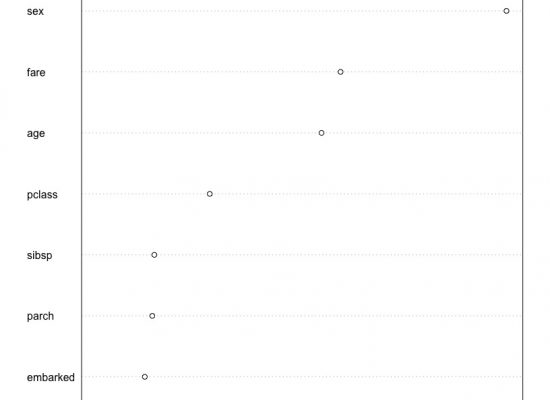 sex
fare
age
pclass
sibsp
parch
embarked